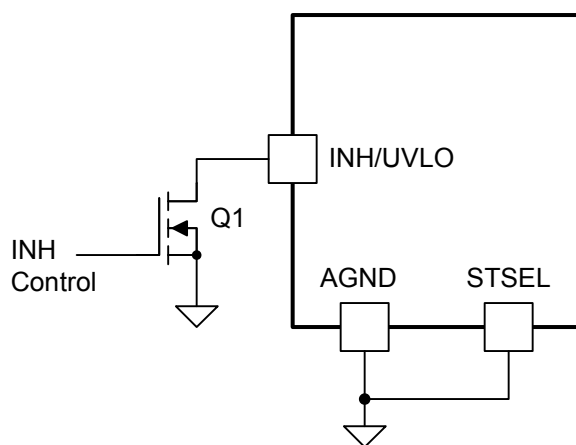 INH/UVLO
Q1
INH
Control
AGND
STSEL